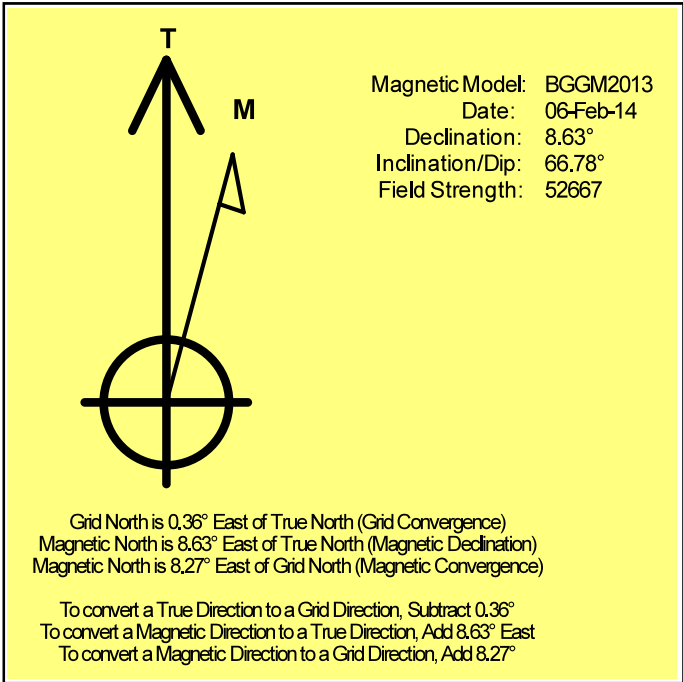 T
M
Magnetic Model: BGGM2013
Date: 06-Feb-14
Declination: 8.63°
Inclination/Dip: 66.78°
Field Strength: 52667
Grid North is 0.36° East of True North (Grid Convergence)
Magnetic North is 8.63° East of True North (Magnetic Declination)
Magnetic North is 8.27° East of Grid North (Magnetic Convergence)
To convert a True Direction to a Grid Direction, Subtract 0.36°
To convert a Magnetic Direction to a True Direction, Add 8.63° East
To convert a Magnetic Direction to a Grid Direction, Add 8.27°